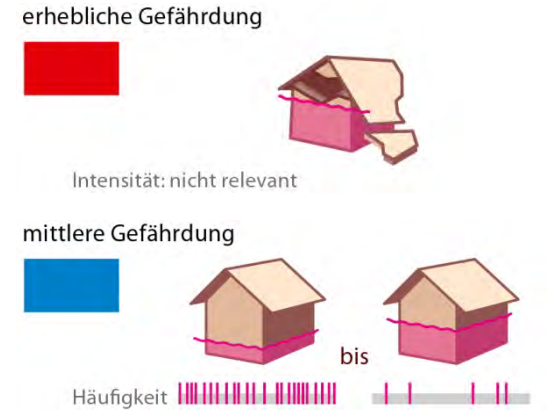 erhebliche Gefährdung
Intensität: nicht relevant
mittlere Gefährdung
bis
Häufigkeit